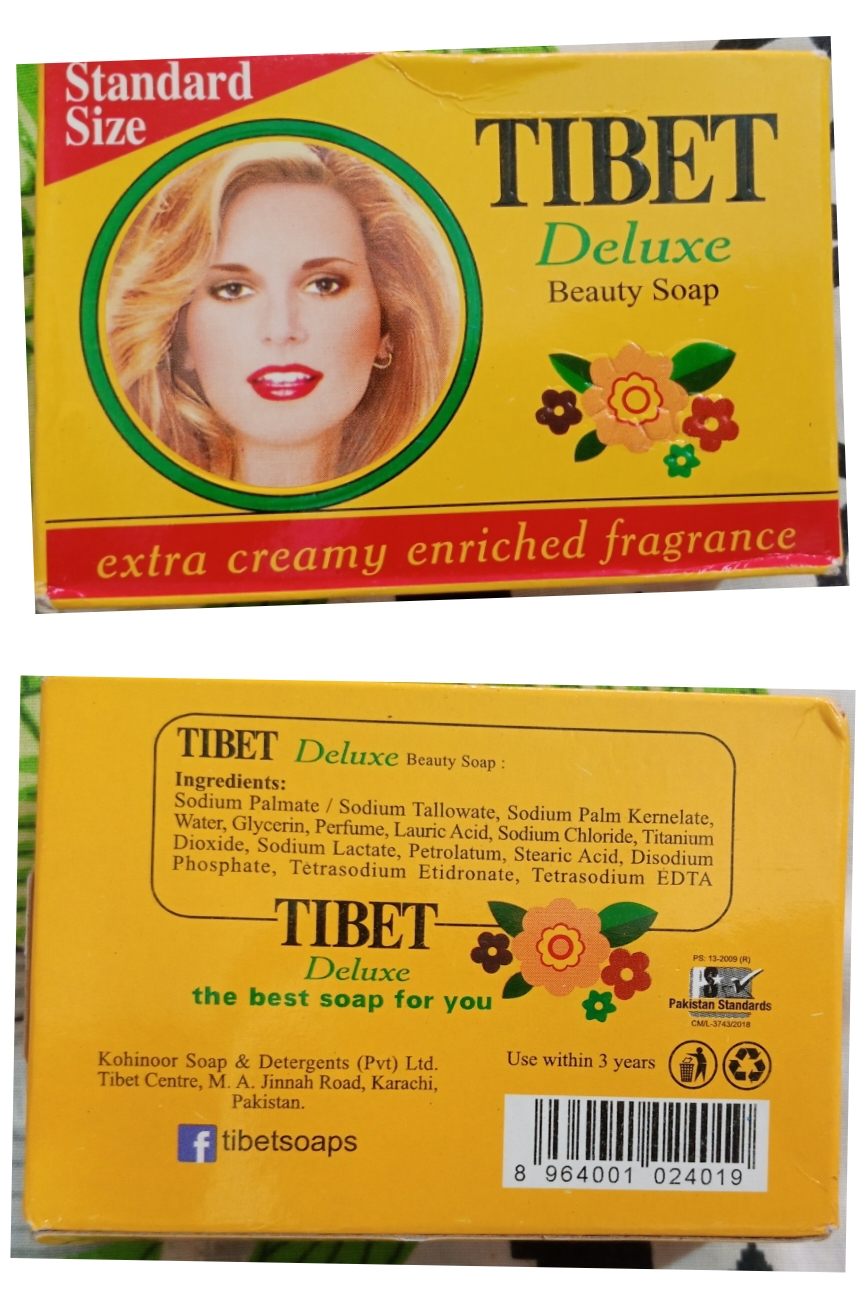 Standard
Size
TIBET
Deluxe
Beauty Soap
extra creamy enriched fragrance
TIBET Deluxe Beauty Soap :
Ingredients:
Sodium Palmate / Sodium Tallowate, Sodium Palm Kernelate,
Water, Glycerin, Perfume, Lauric Acid, Sodium Chloride, Titanium
Dioxide, Sodium Lactate, Petrolatum, Stearic Acid, Disodium
Phosphate, Tetrasodium Etidronate, Tetrasodium EDTA
TIBET
Deluxe
the best soap for you
PS: 13-2009 (R)
PS
Pakistan Standards
CM/L-3743/2018
Kohinoor Soap & Detergents (Pvt) Ltd.
Tibet Centre, M. A. Jinnah Road, Karachi,
Pakistan.
f tibetsoaps
Use within 3 years
8 964001 024019